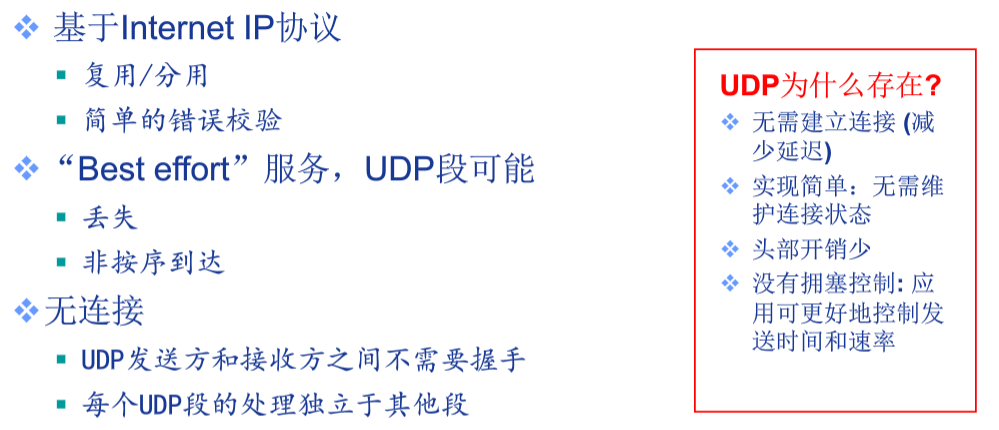 基于Internet IP协议
复用/分用
简单的错误校验
“Best effort”服务，UDP段可能
丢失
非按序到达
无连接
UDP发送方和接收方之间不需要握手
每个UDP段的处理独立于其他段
UDP为什么存在?
无需建立连接 (减
少延迟)
实现简单：无需维
护连接状态
头部开销少
没有拥塞控制: 应
用可更好地控制发
送时间和速率